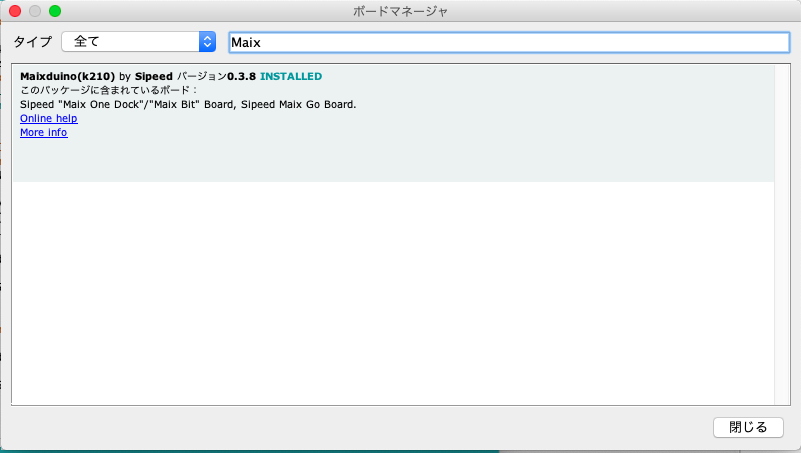 ボードマネージャ
タイプ 全て Maix
Maixduino(k210) by Sipeed バージョン0.3.8 INSTALLED
このパッケージに含まれているボード：
Sipeed "Maix One Dock"/"Maix Bit" Board, Sipeed Maix Go Board.
Online help
More info
閉じる